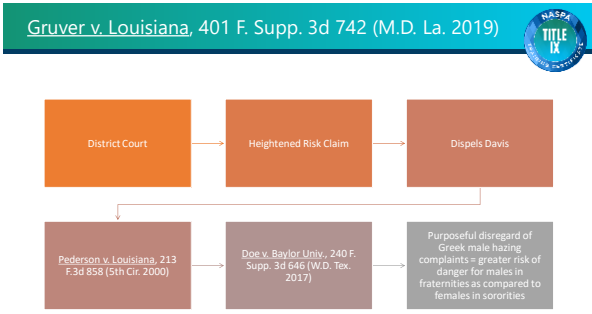 Gruver v. Louisiana, 401 F. Supp. 3d 742 (M.D. La. 2019)
NASPA
TITLE
IX
TRAINING CERTIFICATE
District Court
Heightened Risk Claim
Dispels Davis
Pederson v. Louisiana, 213
F.3d 858 (5th Cir. 2000)
Doe v. Baylor Univ., 240 F.
Supp. 3d 646 (W.D. Tex.
2017)
Purposeful disregard of
Greek male hazing
complaints = greater risk of
danger for males in
fraternities as compared to
females in sororities